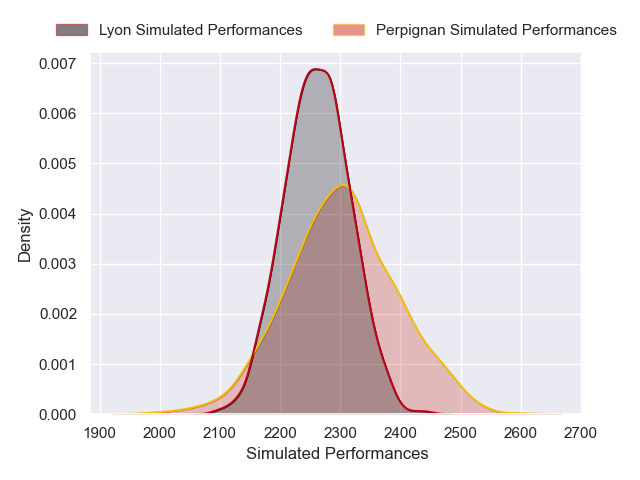 Lyon Simulated Performances
Perpignan Simulated Performances
0.007
0.006
0.005
0.004
0.003
0.002
0.001
0.000
Density
1900 2000 2100 2200 2300 2400 2500 2600 2700
Simulated Performances